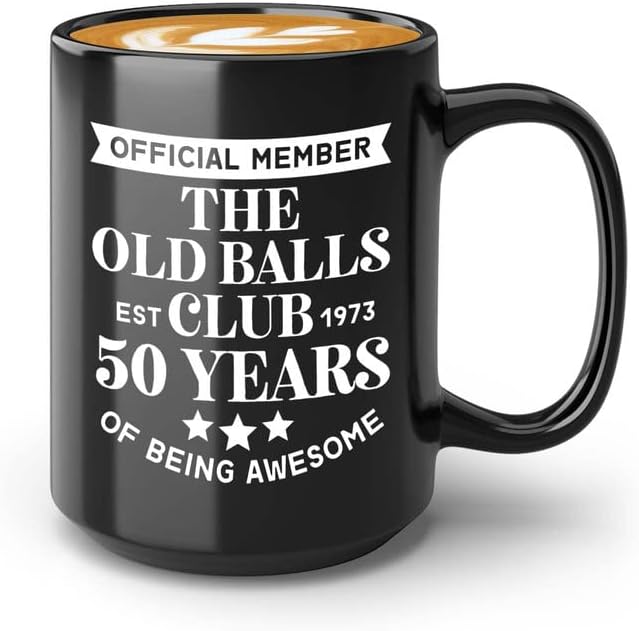 OFFICIAL MEMBER
THE
OLD BALLS
EST CLUB 1973
50 YEARS
OF BEING AWESOME